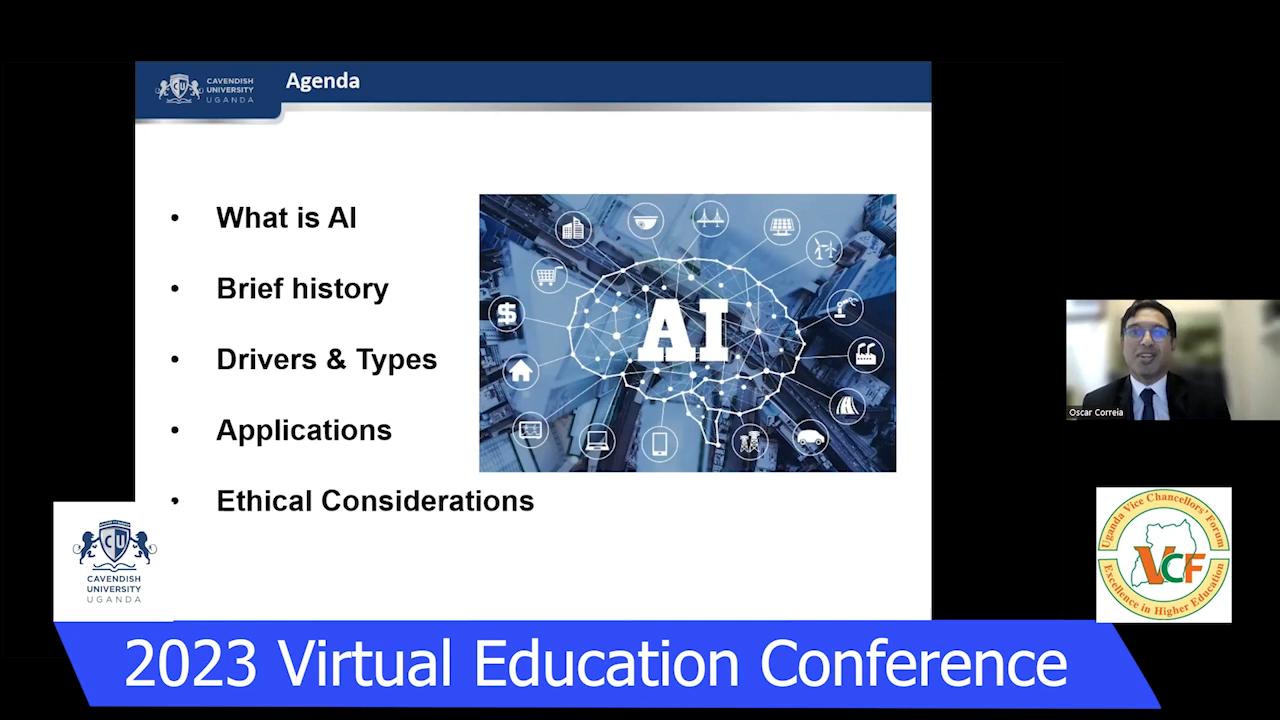 CAVENDISH
UNIVERSITY
UGANDA
Agenda
• What is AI
• Brief history
• Drivers & Types
• Applications
• Ethical Considerations
AI
Oscar Correia
CU
CAVENDISH
UNIVERSITY
UGANDA
Uganda Vice Chancellors' Forum
VCF
Excellence in Higher Education
2023 Virtual Education Conference